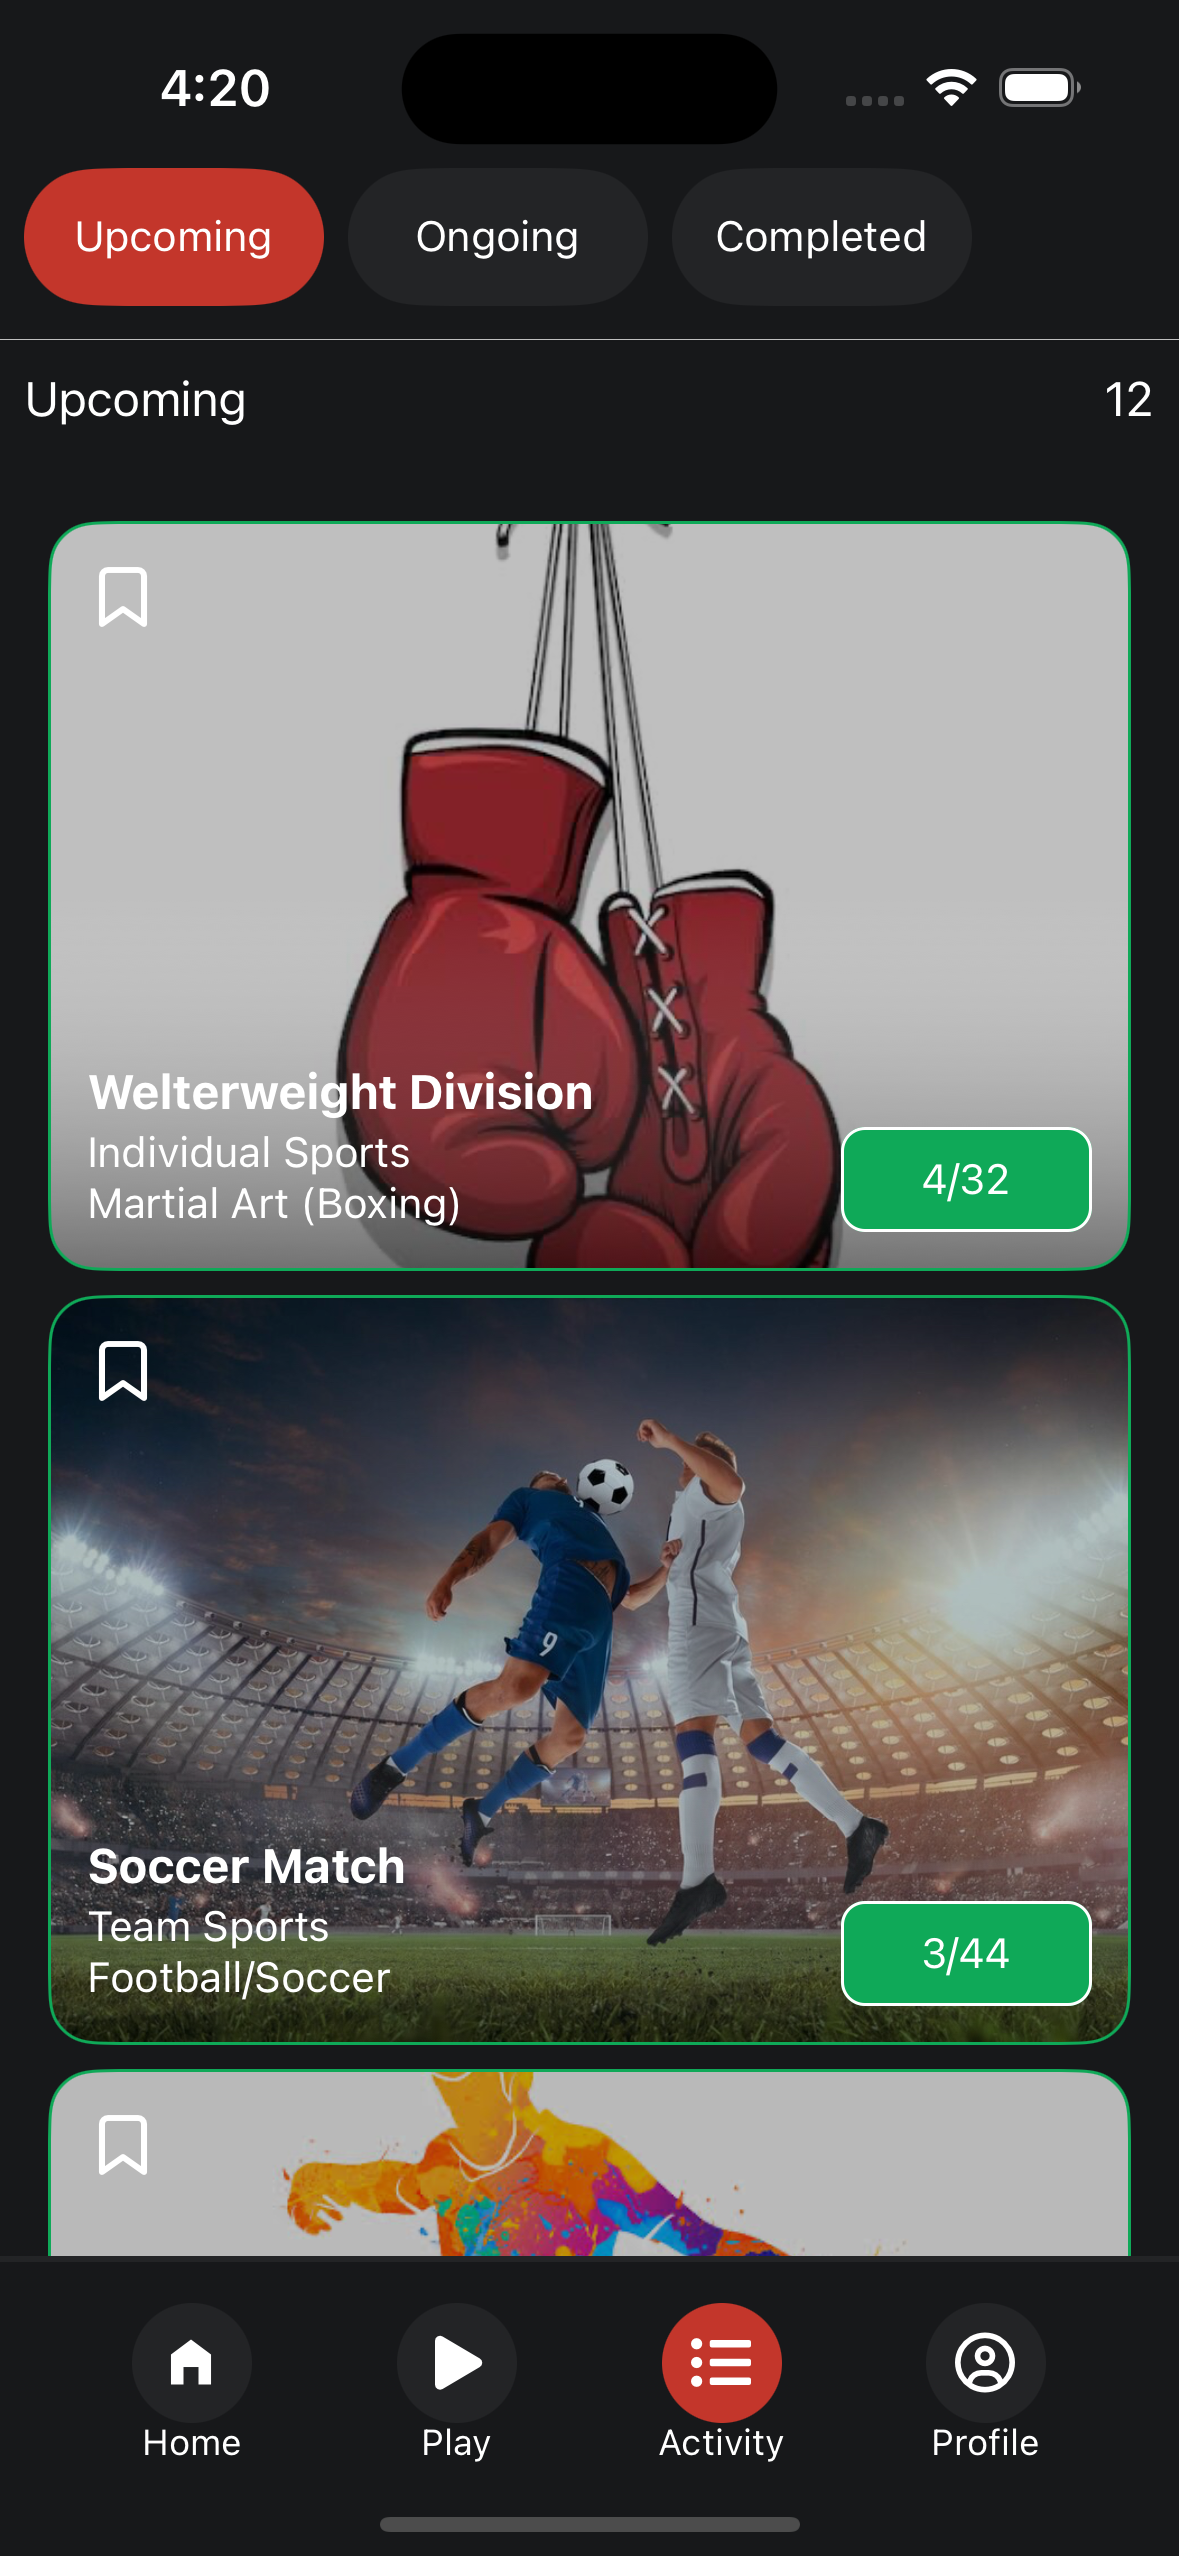 4:20
Upcoming
Ongoing
Completed
Upcoming
12
Welterweight Division
Individual Sports
Martial Art (Boxing)
4/32
9
Soccer Match
Team Sports
Football/Soccer
3/44
Home
Play
Activity
Profile